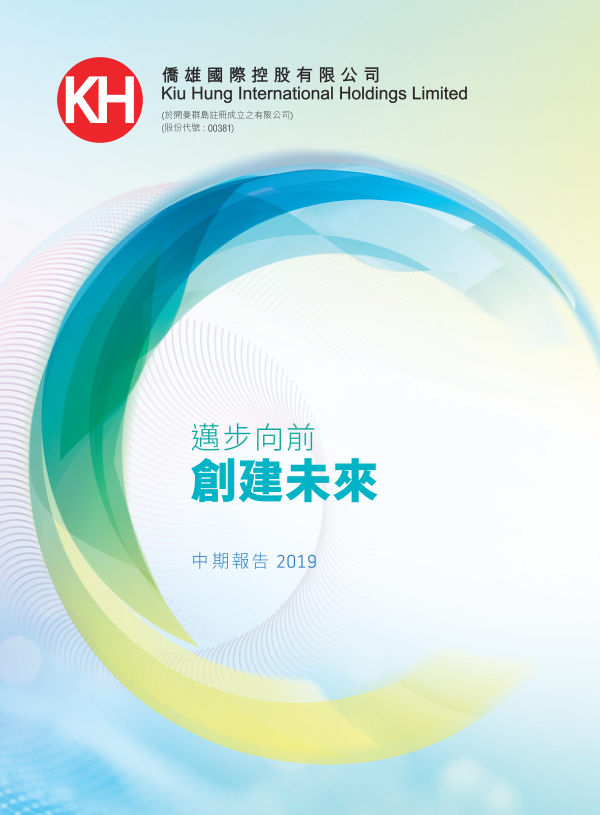 KH
僑雄國際控股有限公司
Kiu Hung International Holdings Limited
(於開曼群島註冊成立之有限公司)
(股份代號 : 00381)
邁步向前
創建未來
中期報告 2019